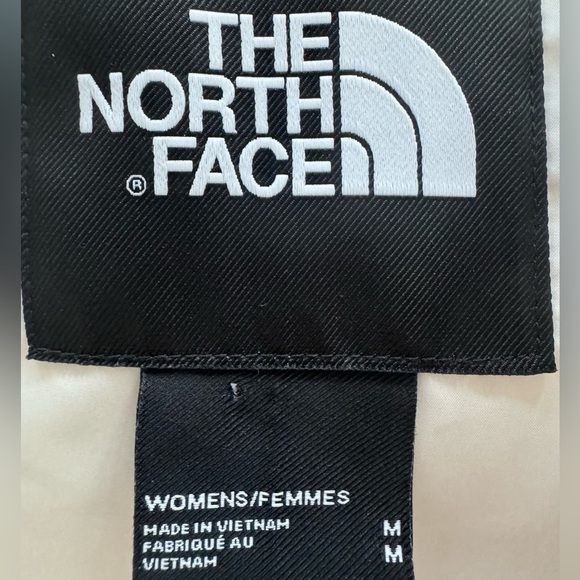 THE
NORTH
® FACE
WOMENS/FEMMES
MADE IN VIETNAM M
FABRIQUÉ AU M
VIETNAM